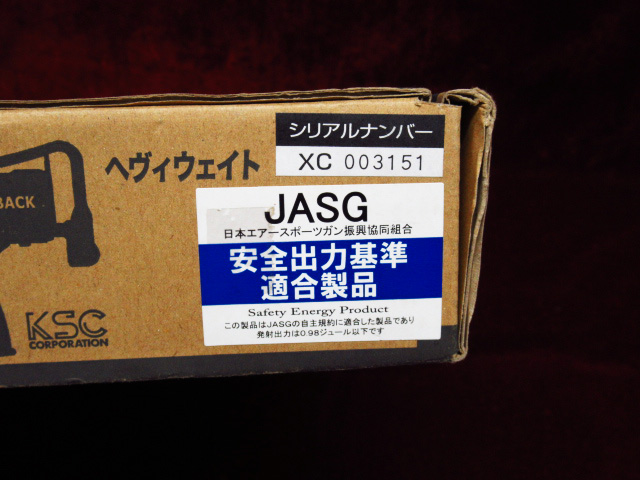 シリアルナンバー
XC 003151
BACK
ヘヴィウェイト
JASG
日本エアースポーツガン振興協同組合
安全出力基準
適合製品
Safety Energy Product
この製品はJASGの自主規約に適合した製品であり
発射出力は0.98ジュール以下です
KSC
CORPORATION